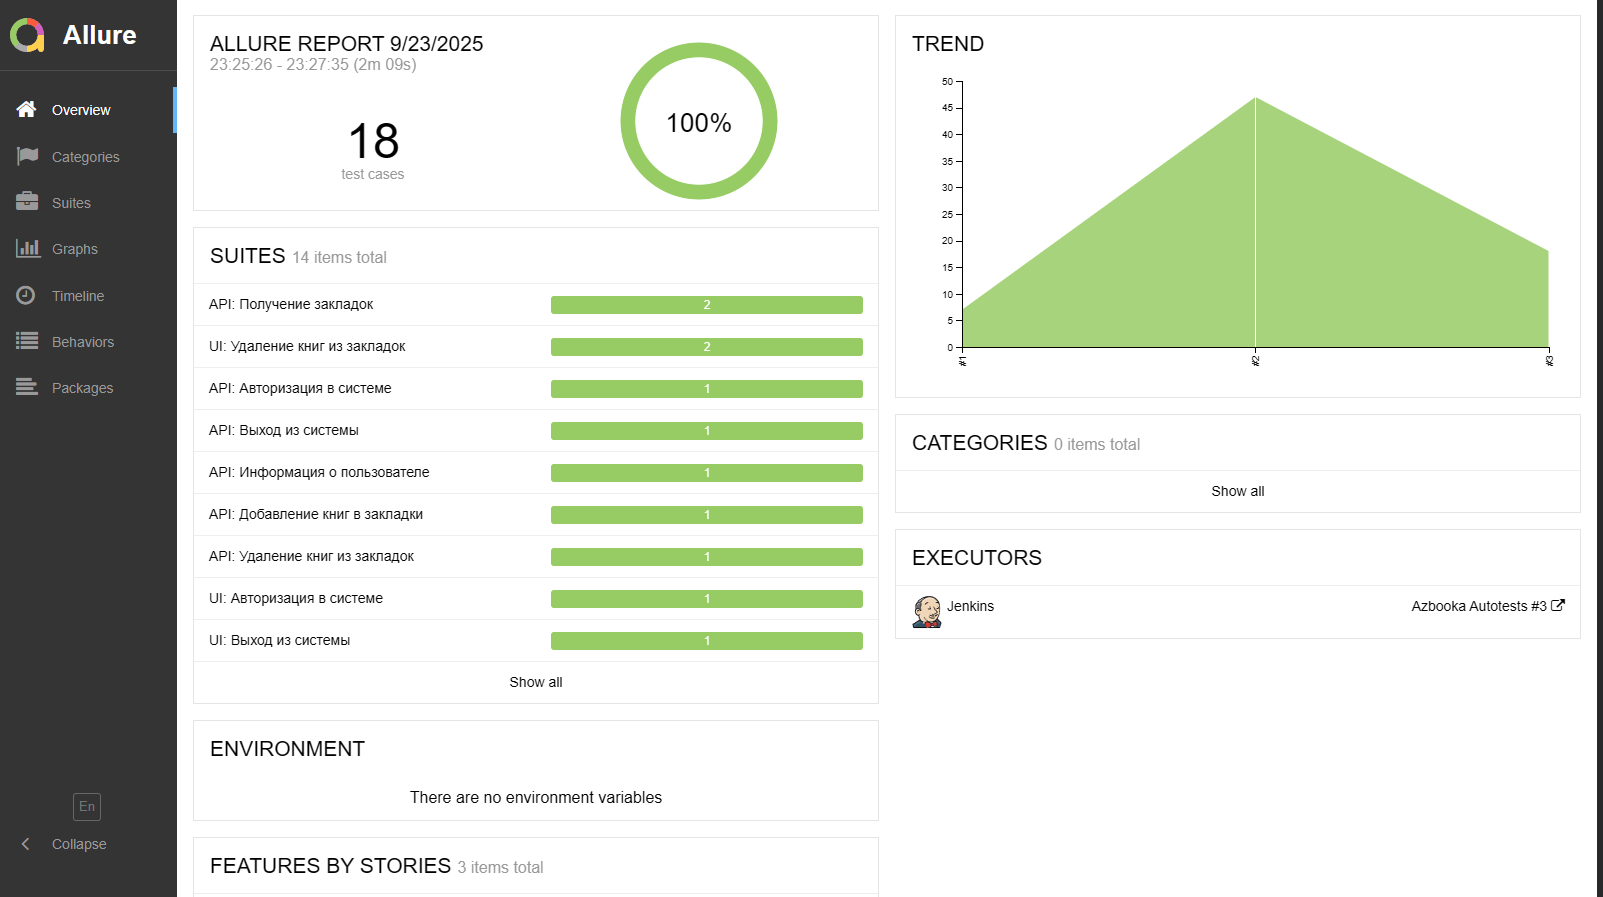 Allure
Overview
Categories
Suites
Graphs
Timeline
Behaviors
Packages
En
Collapse
ALLURE REPORT 9/23/2025
23:25:26 - 23:27:35 (2m 09s)
18
test cases
100%
SUITES 14 items total
API: Получение закладок 2
UI: Удаление книг из закладок 2
API: Авторизация в системе 1
API: Выход из системы 1
API: Информация о пользователе 1
API: Добавление книг в закладки 1
API: Удаление книг из закладок 1
UI: Авторизация в системе 1
UI: Выход из системы 1
Show all
ENVIRONMENT
There are no environment variables
FEATURES BY STORIES 3 items total
TREND
50
45
40
35
30
25
20
15
10
5
0
#1
#2
#3
CATEGORIES 0 items total
Show all
EXECUTORS
Jenkins Azbooka Autotests #3